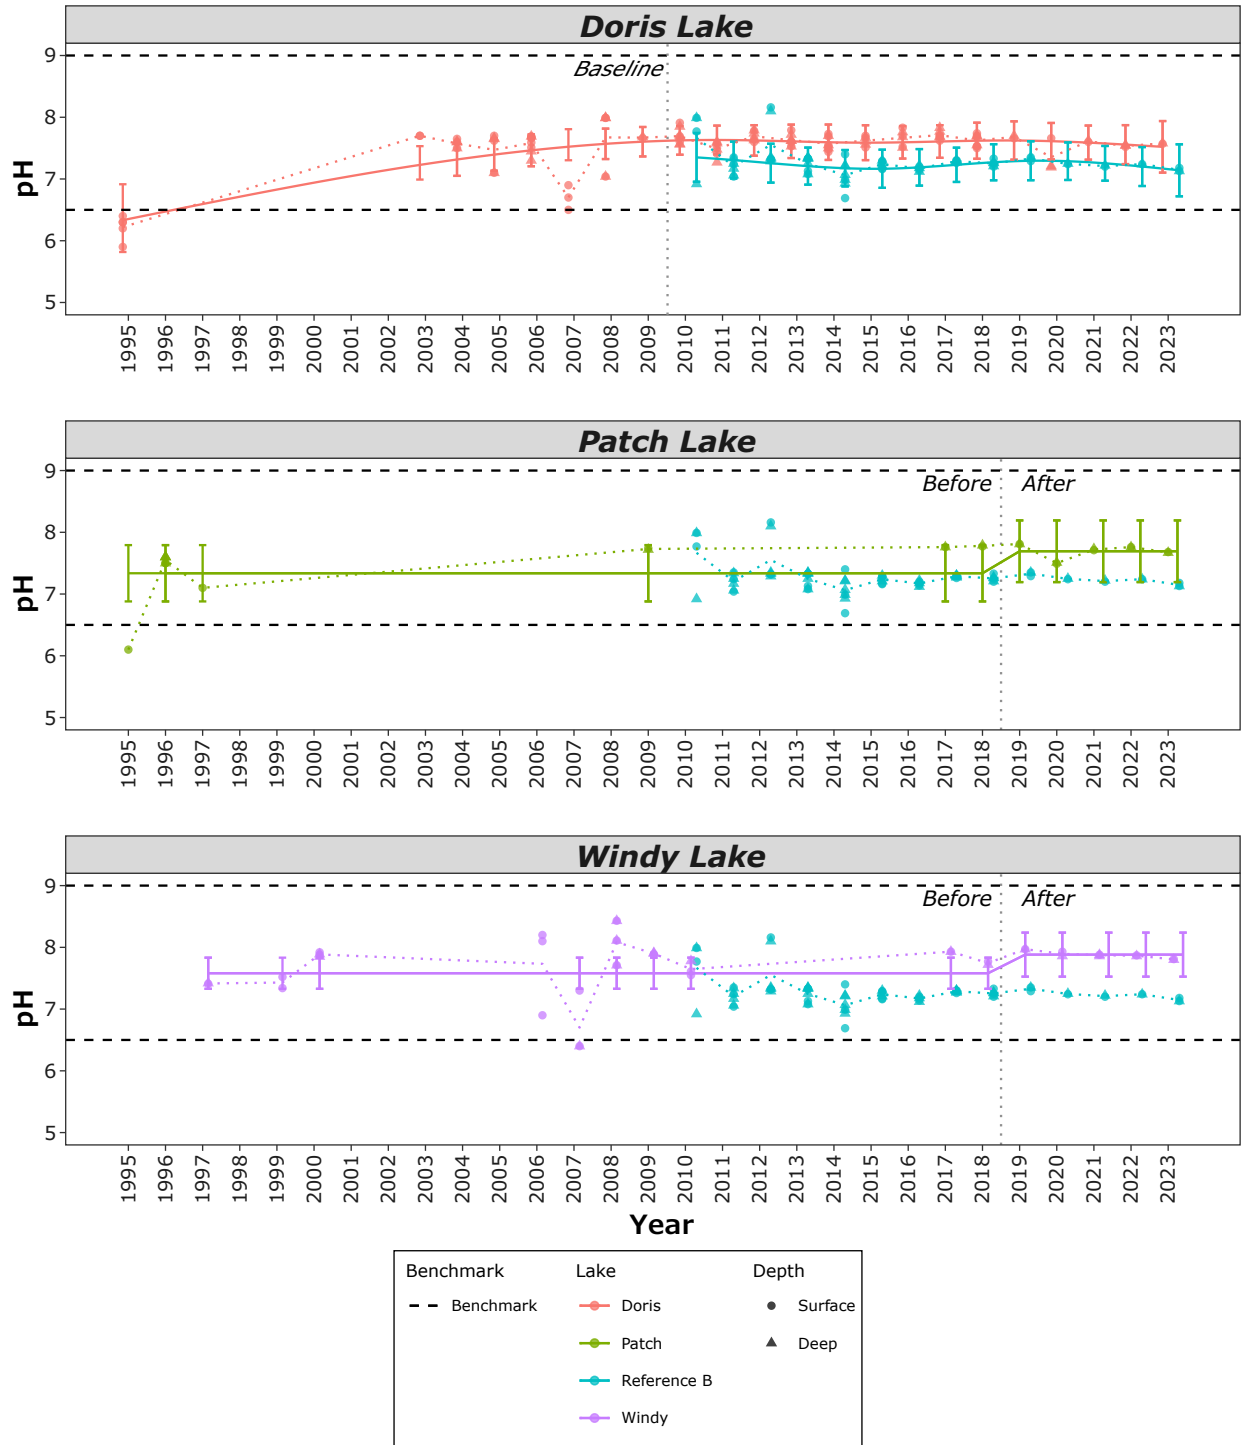 Doris Lake
Baseline
pH
9
8
7
6
5
1995 1996 1997 1998 1999 2000 2001 2002 2003 2004 2005 2006 2007 2008 2009 2010 2011 2012 2013 2014 2015 2016 2017 2018 2019 2020 2021 2022 2023
Patch Lake
Before After
pH
9
8
7
6
5
1995 1996 1997 1998 1999 2000 2001 2002 2003 2004 2005 2006 2007 2008 2009 2010 2011 2012 2013 2014 2015 2016 2017 2018 2019 2020 2021 2022 2023
Windy Lake
Before After
pH
9
8
7
6
5
1995 1996 1997 1998 1999 2000 2001 2002 2003 2004 2005 2006 2007 2008 2009 2010 2011 2012 2013 2014 2015 2016 2017 2018 2019 2020 2021 2022 2023
Year
Benchmark Lake Depth
Benchmark Doris Surface
Patch Deep
Reference B
Windy